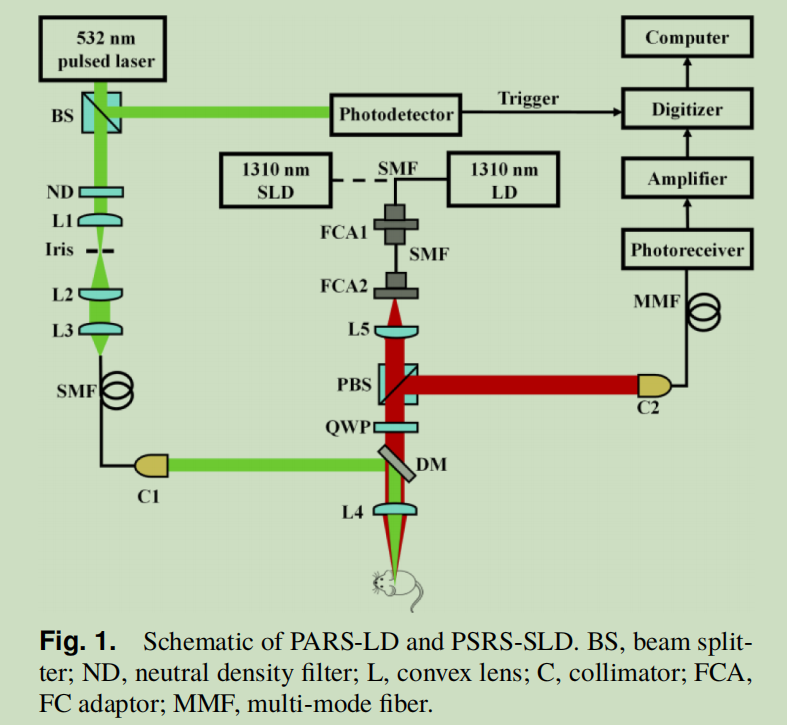 532 nm
pulsed laser
Computer
BS
Photodetector
Trigger
Digitizer
1310 nm
SLD
SMF
1310 nm
LD
Amplifier
ND
L1
FCA1
Iris
SMF
Photoreceiver
L2
FCA2
MMF
L3
L5
SMF
PBS
C2
QWP
DM
C1
L4
Fig. 1. Schematic of PARS-LD and PSRS-SLD. BS, beam split-
ter; ND, neutral density filter; L, convex lens; C, collimator; FCA,
FC adaptor; MMF, multi-mode fiber.